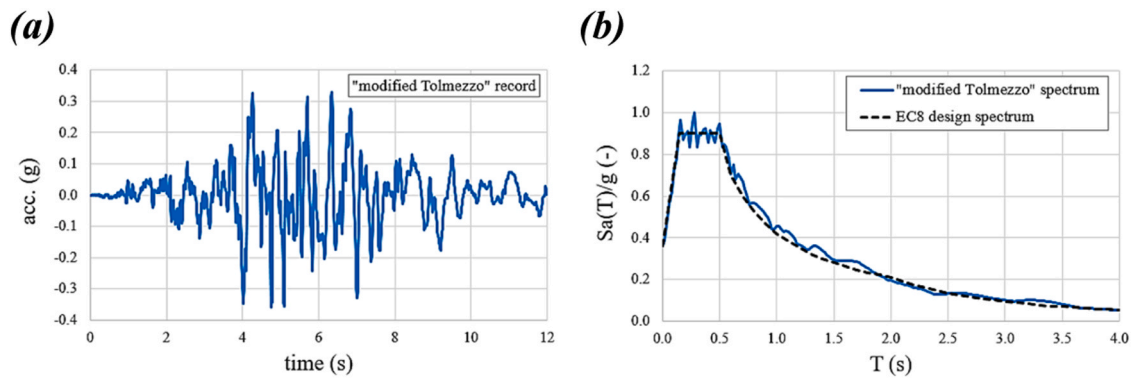 (a)
"modified Tolmezzo" record
acc. (g)
0.4
0.3
0.2
0.1
0.0
-0.1
-0.2
-0.3
-0.4
0 2 4 6 8 10 12
time (s)
(b)
"modified Tolmezzo" spectrum
EC8 design spectrum
Sa(T)/g (-)
1.2
1.0
0.8
0.6
0.4
0.2
0.0
0.0 0.5 1.0 1.5 2.0 2.5 3.0 3.5 4.0
T (s)